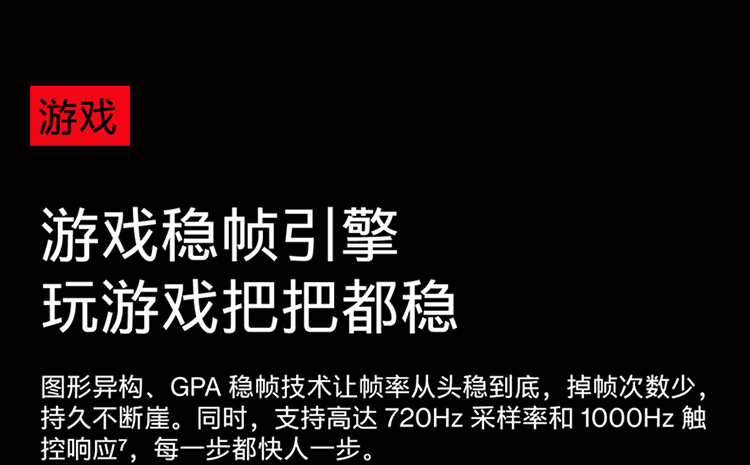 游戏
游戏稳帧引擎
玩游戏把把都稳
图形异构、GPA 稳帧技术让帧率从头稳到底，掉帧次数少，
持久不断崖。同时，支持高达 720Hz 采样率和 1000Hz 触
控响应⁷，每一步都快人一步。